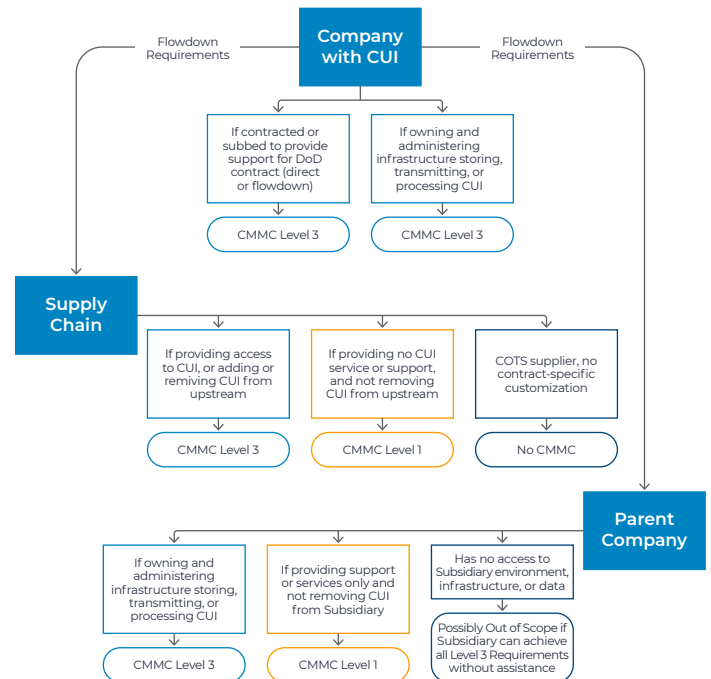 Flowdown
Requirements
Company
with CUI
Flowdown
Requirements
If contracted or
subbed to provide
support for DoD
contract (direct
or flowdown)
If owning and
administering
infrastructure storing,
transmitting, or
processing CUI
CMMC Level 3
CMMC Level 3
Supply
Chain
If providing access
to CUI, or adding or
remiving CUI from
upstream
If providing no CUI
service or support,
and not removing
CUI from upstream
COTS supplier, no
contract-specific
customization
CMMC Level 3
CMMC Level 1
No CMMC
Parent
Company
If owning and
administering
infrastructure storing,
transmitting, or
processing CUI
If providing support
or services only and
not removing CUI
from Subsidiary
Has no access to
Subsidiary environment,
infrastructure, or data
CMMC Level 3
CMMC Level 1
Possibly Out of Scope if
Subsidiary can achieve
all Level 3 Requirements
without assistance